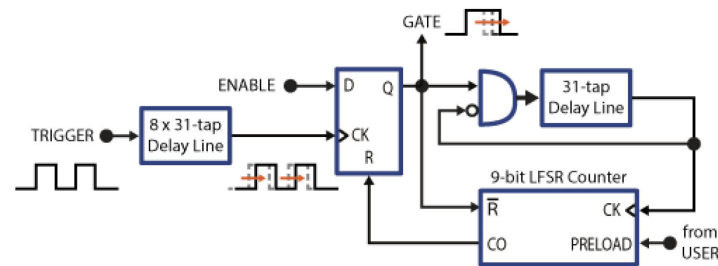 GATE
ENABLE
TRIGGER
8 x 31-tap
Delay Line
D
Q
CK
R
31-tap
Delay Line
9-bit LFSR Counter
R̅
CK
CO
PRELOAD
from
USER